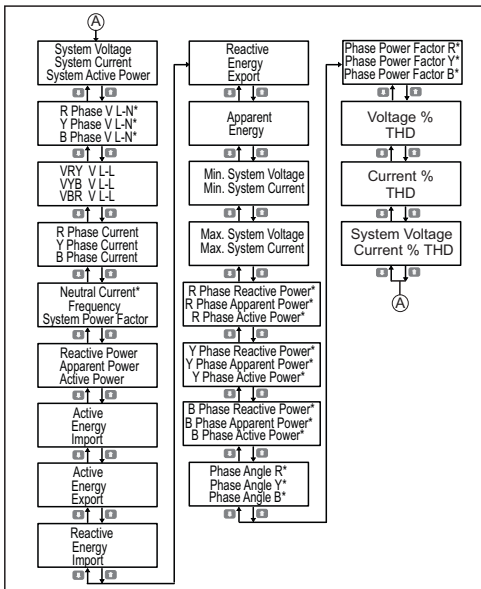 A
System Voltage
System Current
System Active Power
R Phase V L-N*
Y Phase V L-N*
B Phase V L-N*
VRY V L-L
VYB V L-L
VBR V L-L
R Phase Current
Y Phase Current
B Phase Current
Neutral Current*
Frequency
System Power Factor
Reactive Power
Apparent Power
Active Power
Active
Energy
Import
Active
Energy
Export
Reactive
Energy
Import
Reactive
Energy
Export
Apparent
Energy
Min. System Voltage
Min. System Current
Max. System Voltage
Max. System Current
R Phase Reactive Power*
R Phase Apparent Power*
R Phase Active Power*
Y Phase Reactive Power*
Y Phase Apparent Power*
Y Phase Active Power*
B Phase Reactive Power*
B Phase Apparent Power*
B Phase Active Power*
Phase Angle R*
Phase Angle Y*
Phase Angle B*
Phase Power Factor R*
Phase Power Factor Y*
Phase Power Factor B*
Voltage %
THD
Current %
THD
System Voltage
Current % THD
A